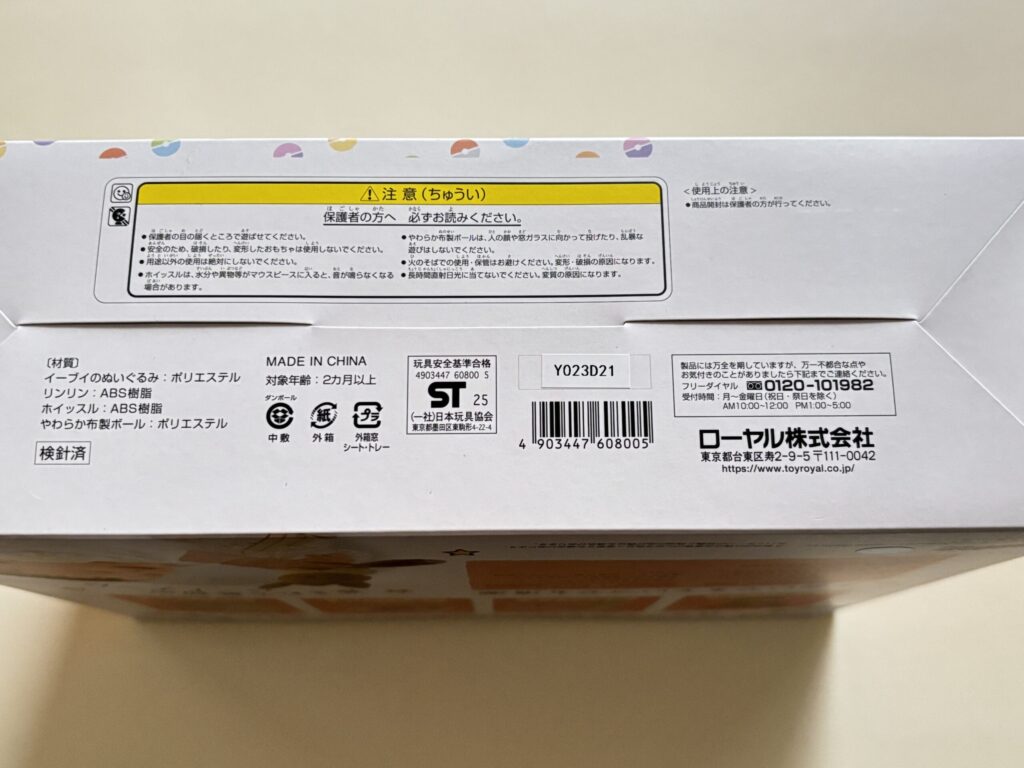 注意(ちゅうい)
保護者の方へ 必ずお読みください。
●保護者の目の届くところで遊ばせてください。
●安全のため、破損したり、変形したおもちゃは使用しないでください。
●用途以外の使用は絶対にしないでください。
●ホイッスルは、水分や異物等がマウスピースに入ると、音が鳴らなくなる
場合があります。
●やわらか布製ボールは、人の顔や窓ガラスに向かって投げたり、乱暴な
遊びはしないでください。
●火のそばでの使用・保管はお避けください。変形・破損の原因になります。
●長時間直射日光に当てないでください。変質の原因になります。
<使用上の注意>
●商品開封は保護者の方が行ってください。
〔材質〕
イーブイのぬいぐるみ:ポリエステル
リンリン:ABS樹脂
ホイッスル:ABS樹脂
やわらか布製ボール:ポリエステル
検針済
MADE IN CHINA
対象年齢:2カ月以上
ダンボール
中敷
紙
外箱
プラ
外箱窓
シート・トレー
玩具安全基準合格
4903447 60800 S
ST 25
(一社)日本玩具協会
東京都墨田区東駒形4-22-4
Y023D21
4 903447 608005
製品には万全を期していますが、万一不都合な点や
お気付きのことがありましたら下記までご連絡ください。
フリーダイヤル 0120-101982
受付時間:月〜金曜日(祝日・祭日を除く)
AM10:00〜12:00 PM1:00〜5:00
ローヤル株式会社
東京都台東区寿2-9-5 〒111-0042
https://www.toyroyal.co.jp/